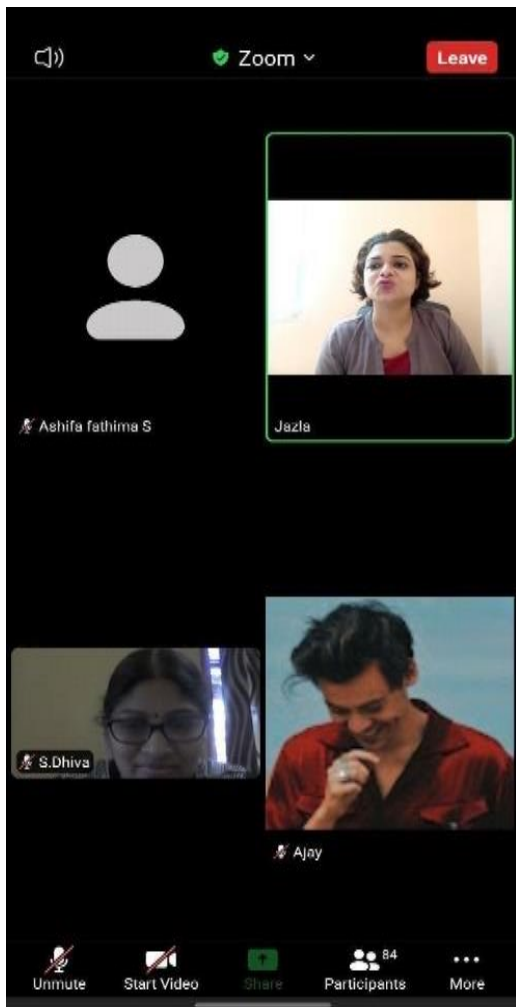 Zoom
Leave
Ashifa fathima S
Jazla
S.Dhiva
Ajay
84
Unmute
Start Video
Share
Participants
More